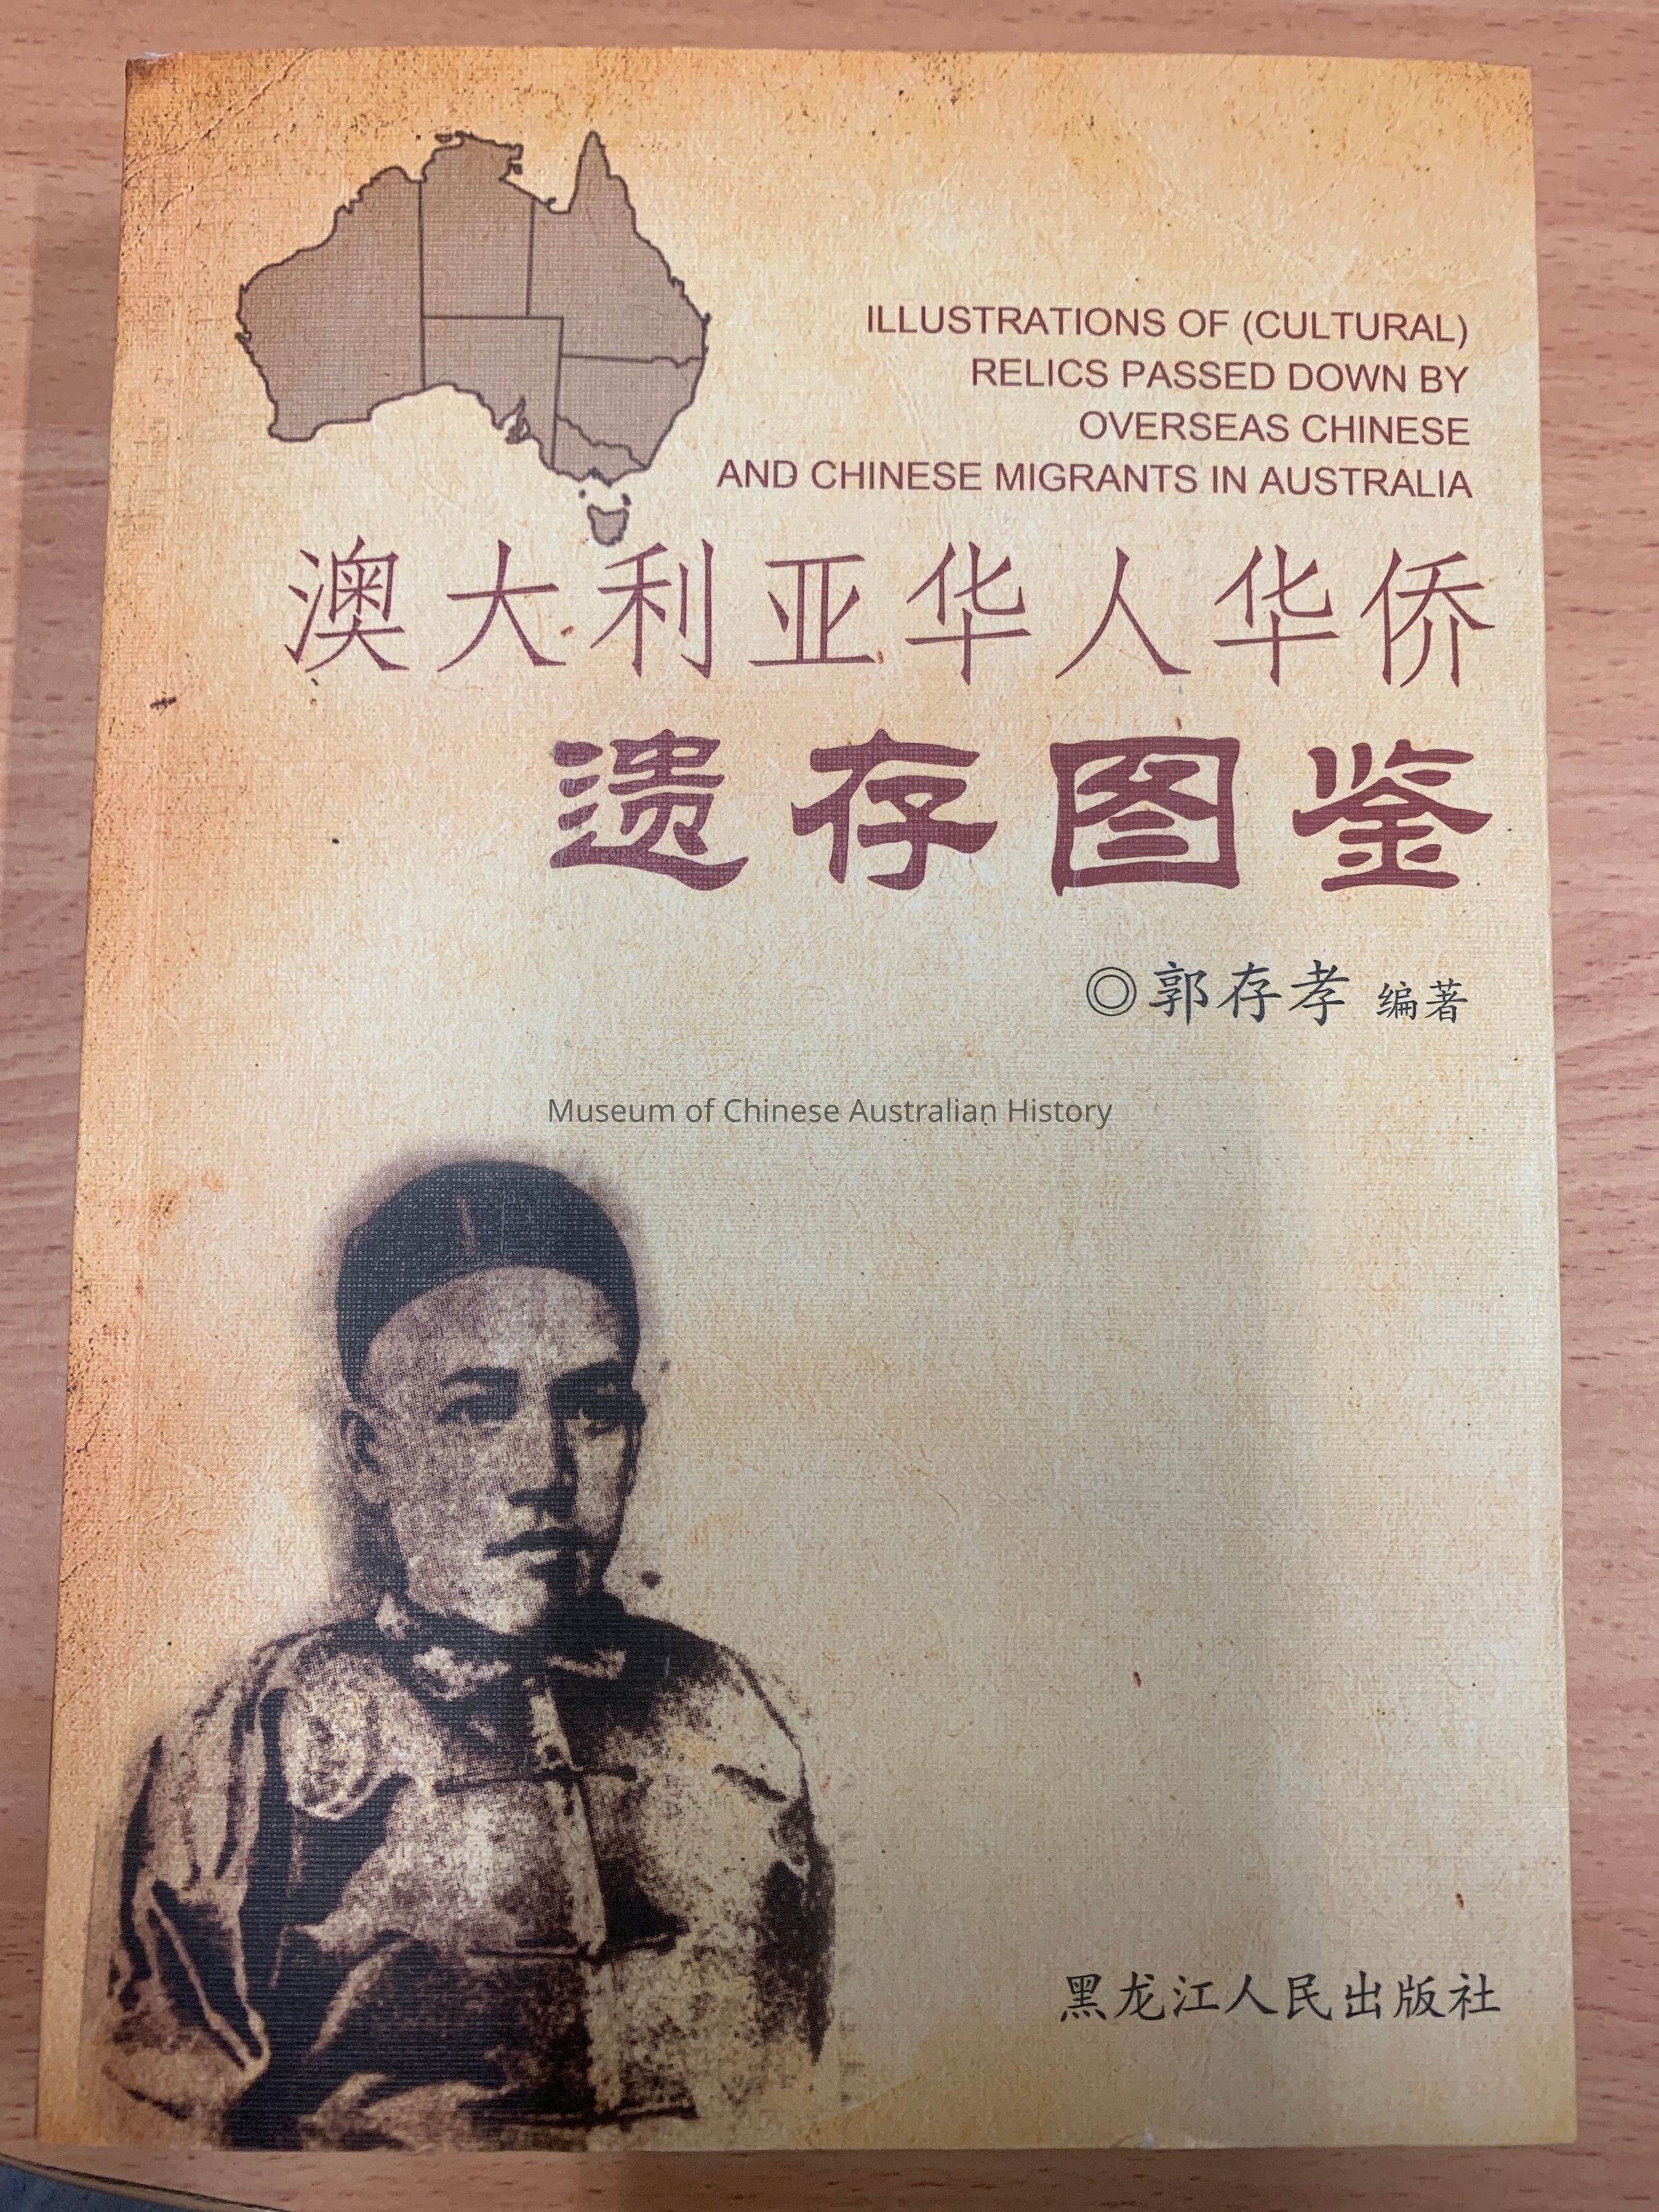 ILLUSTRATIONS OF (CULTURAL)
RELICS PASSED DOWN BY
OVERSEAS CHINESE
AND CHINESE MIGRANTS IN AUSTRALIA
澳大利亚华人华侨
遗存图鉴
◎郭存孝 编著
Museum of Chinese Australian History
黑龙江人民出版社